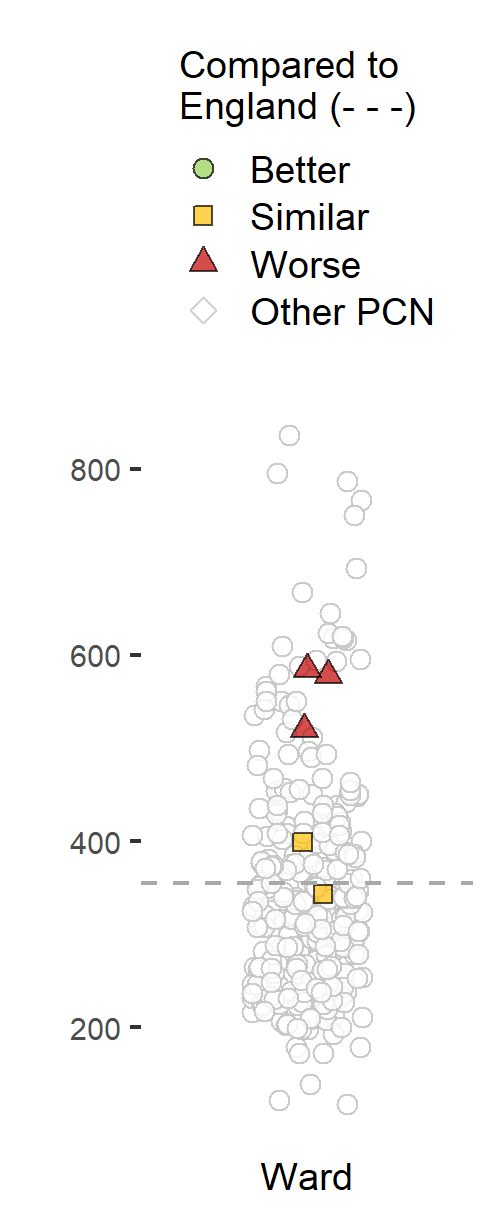 Compared to
England (- - -)
Better
Similar
Worse
Other PCN
800
600
400
200
Ward